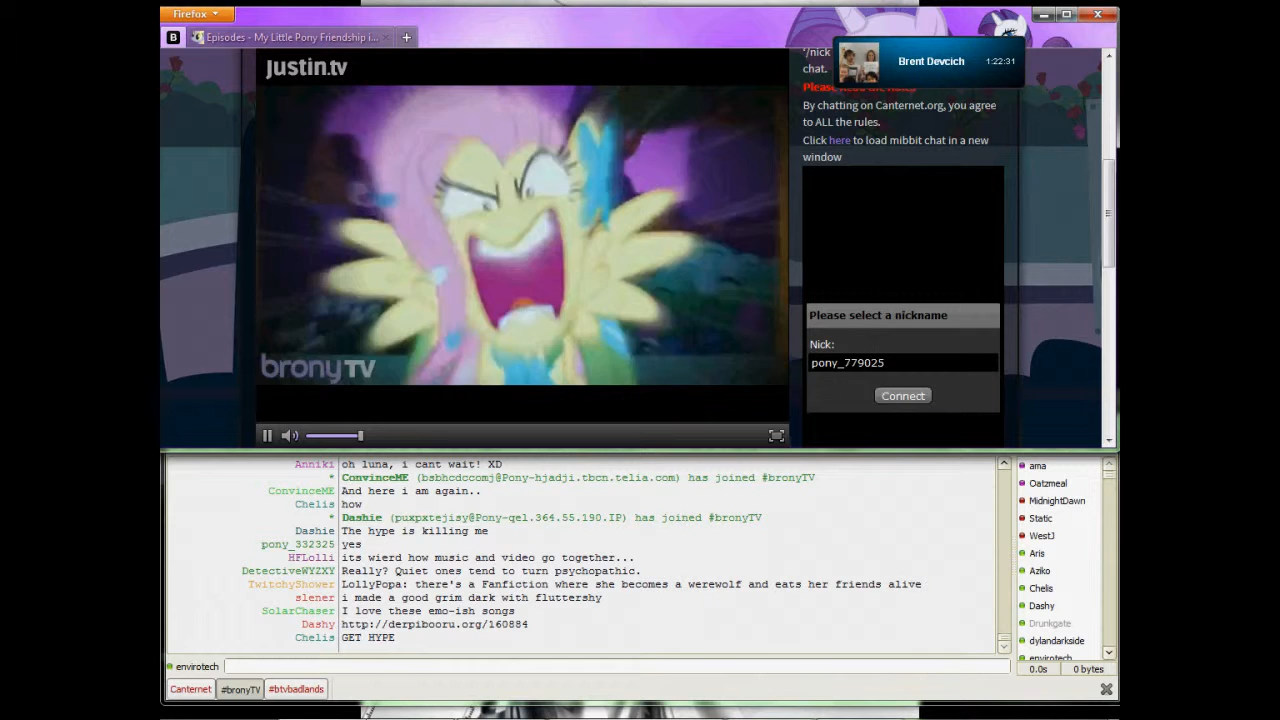 Firefox
B
Episodes - My Little Pony Friendship i...
Justin.tv
Brent Devcich
1:22:31
'/nick
chat.
By chatting on Canternet.org, you agree
to ALL the rules.
Click here to load mibbit chat in a new
window
Please select a nickname
Nick:
pony_779025
Connect
bronyTV
Anniki oh luna, i cant wait! XD
* ConvinceME (bsbhcdccomj@Pony-hjadji.tbcn.telia.com) has joined #bronyTV
ConvinceME And here i am again..
Chelis how
* Dashie (puxpxtejisy@Pony-qel.364.55.190.IP) has joined #bronyTV
Dashie The hype is killing me
pony_332325 yes
HFLolli its wierd how music and video go together...
DetectiveWYZXY Really? Quiet ones tend to turn psychopathic.
TwitchyShower LollyPopa: there's a Fanfiction where she becomes a werewolf and eats her friends alive
slener i made a good grim dark with fluttershy
SolarChaser I love these emo-ish songs
Dashy http://derpibooru.org/160884
Chelis GET HYPE
ama
Oatzmeal
MidnightDawn
Static
WestJ
Aris
Aziko
Chelis
Dashy
Drunkgate
dylandarkside
envirotech
envirotech
0.0s
0 bytes
Canternet
#bronyTV
#btvbadlands